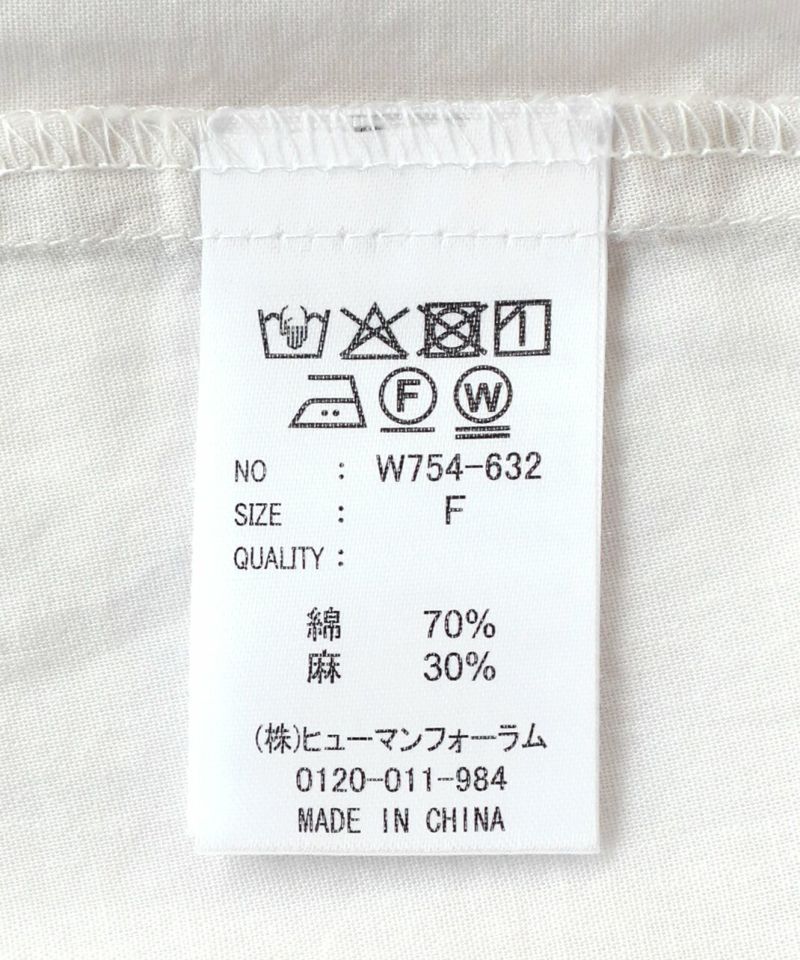 F W
NO : W754-632
SIZE : F
QUALITY :
綿 70%
麻 30%
(株)ヒューマンフォーラム
0120-011-984
MADE IN CHINA